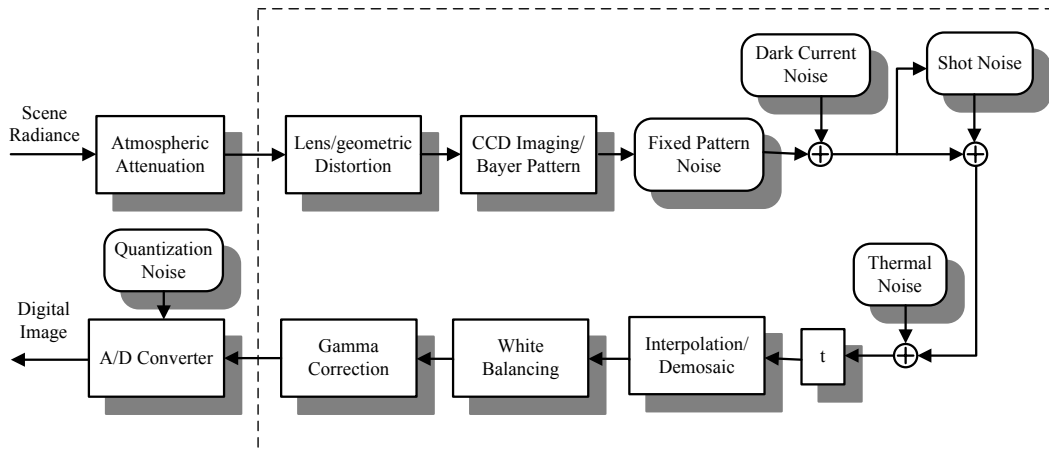 Scene
Radiance
Atmospheric
Attenuation
Lens/geometric
Distortion
CCD Imaging/
Bayer Pattern
Fixed Pattern
Noise
Dark Current
Noise
Shot Noise
Thermal
Noise
t
Interpolation/
Demosaic
White
Balancing
Gamma
Correction
Quantization
Noise
A/D Converter
Digital
Image